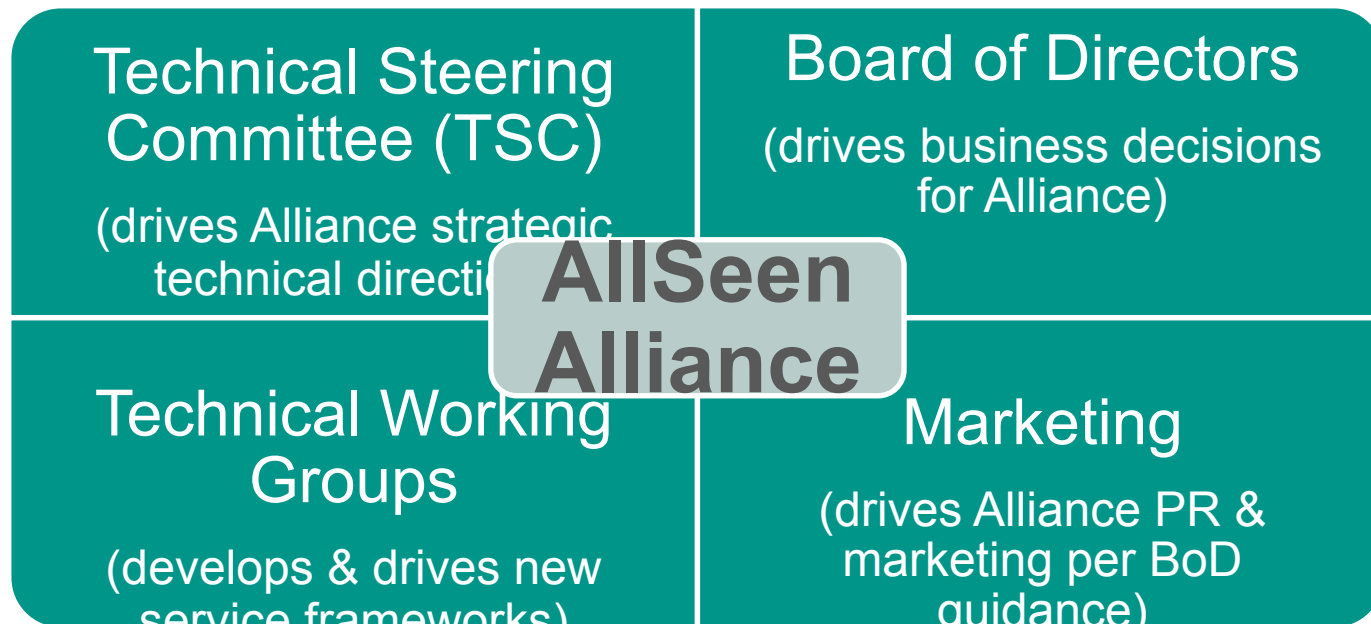 Technical Steering
Committee (TSC)
(drives Alliance strategic
technical directi
Board of Directors
(drives business decisions
for Alliance)
AllSeen
Alliance
Technical Working
Groups
(develops & drives new
service frameworks)
Marketing
(drives Alliance PR &
marketing per BoD
guidance)